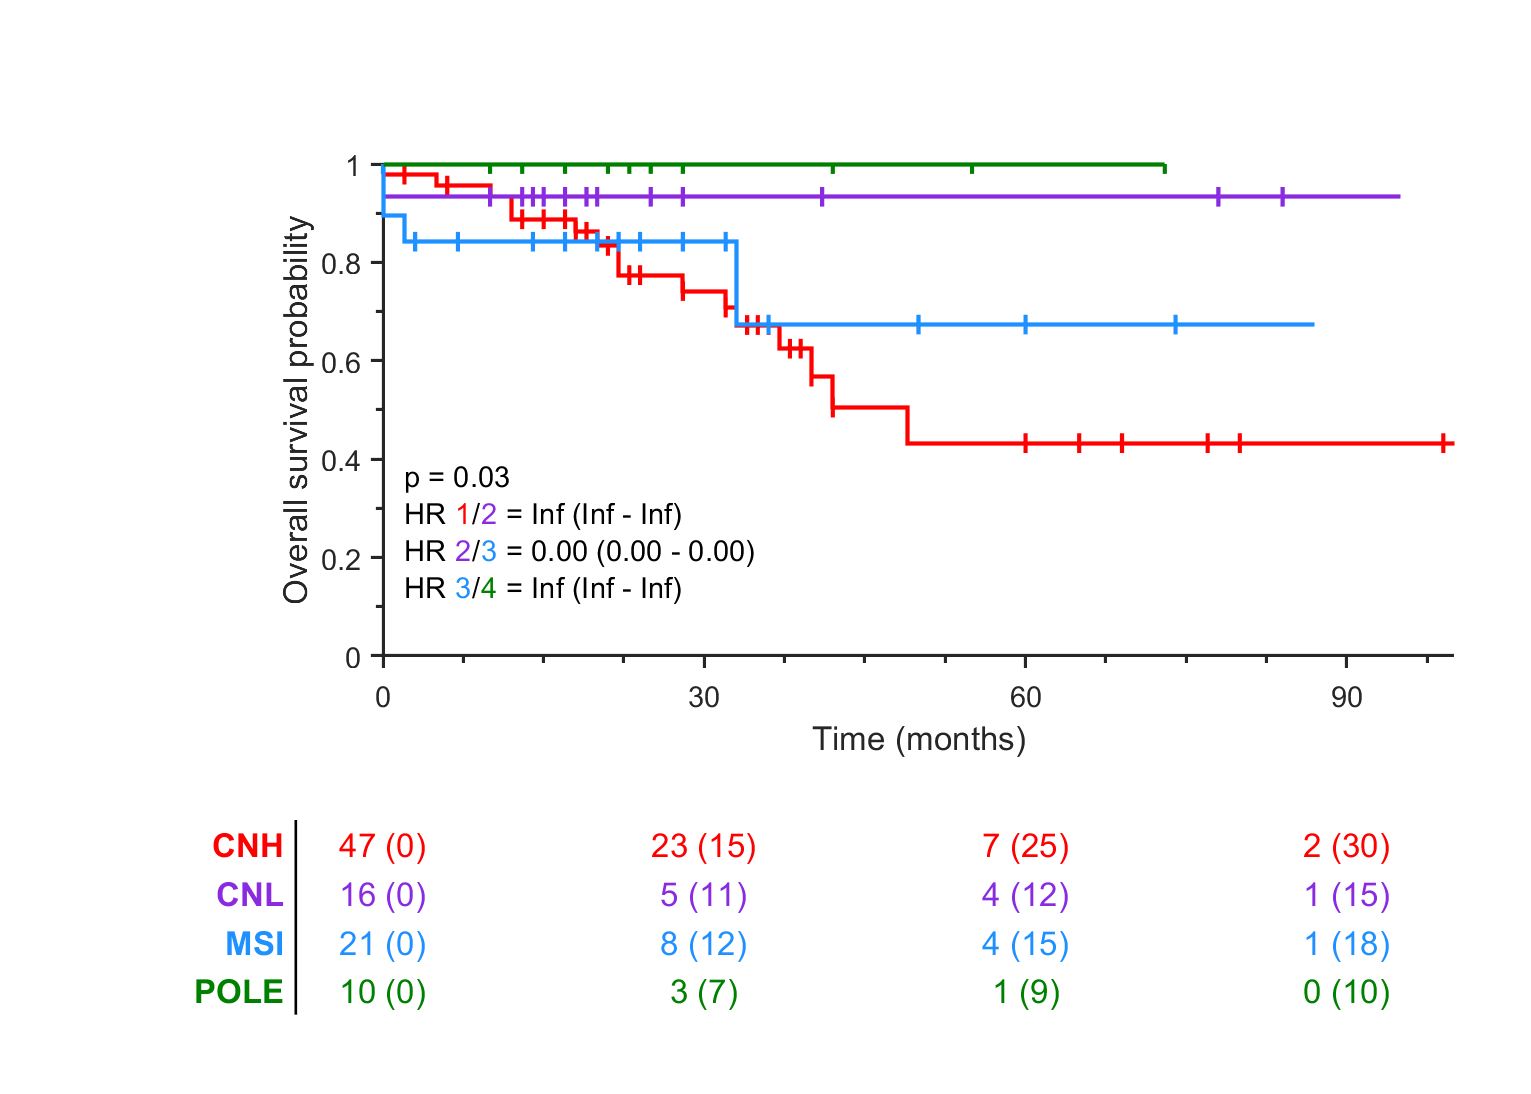 1
0.8
0.6
0.4
0.2
0
Overall survival probability
p = 0.03
HR 1/2 = Inf (Inf - Inf)
HR 2/3 = 0.00 (0.00 - 0.00)
HR 3/4 = Inf (Inf - Inf)
0 30 60 90
Time (months)
CNH 47 (0) 23 (15) 7 (25) 2 (30)
CNL 16 (0) 5 (11) 4 (12) 1 (15)
MSI 21 (0) 8 (12) 4 (15) 1 (18)
POLE 10 (0) 3 (7) 1 (9) 0 (10)